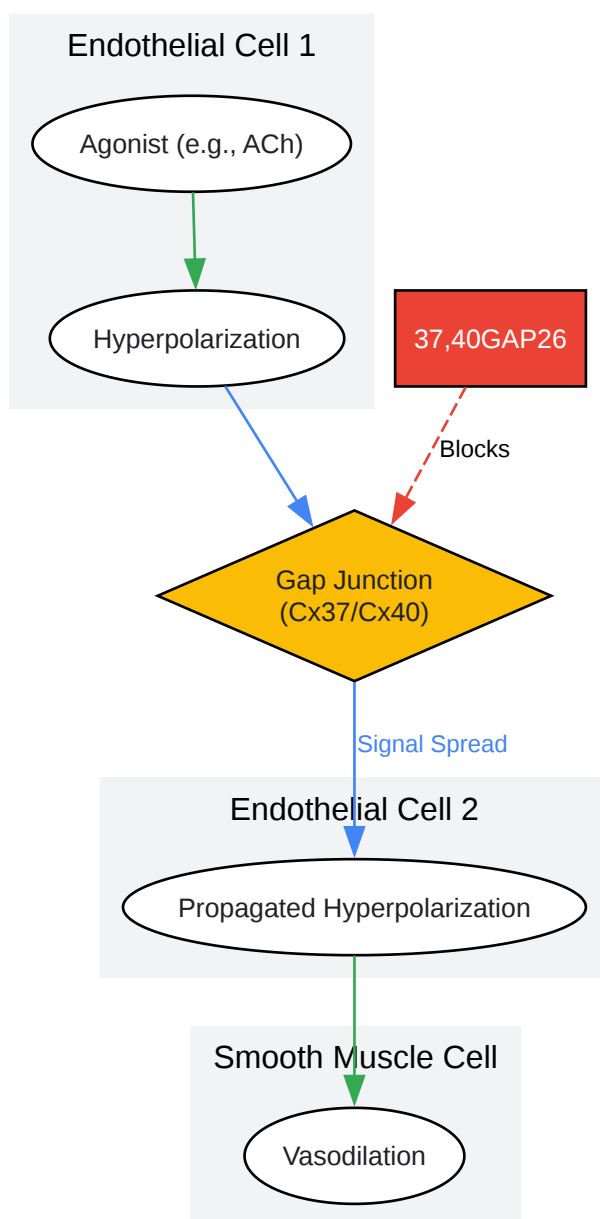 Endothelial Cell 1
Agonist (e.g., ACh)
Hyperpolarization
37,40GAP26
Blocks
Gap Junction
(Cx37/Cx40)
Signal Spread
Endothelial Cell 2
Propagated Hyperpolarization
Smooth Muscle Cell
Vasodilation